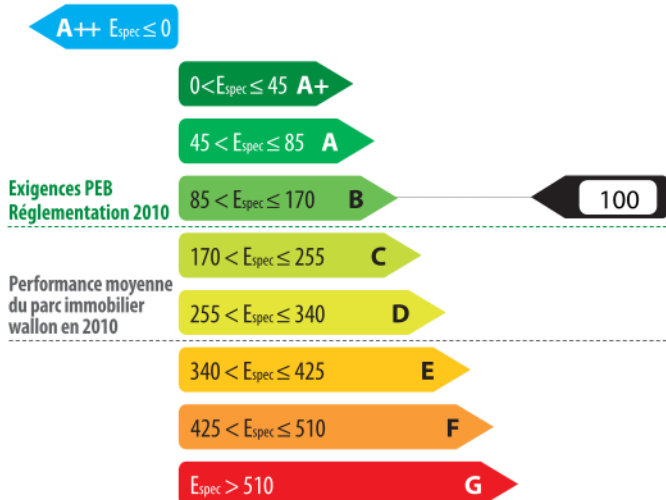 A++ Espec ≤ 0
0 < Espec ≤ 45 A+
45 < Espec ≤ 85 A
Exigences PEB
Réglementation 2010
85 < Espec ≤ 170 B
100
170 < Espec ≤ 255 C
Performance moyenne
du parc immobilier
wallon en 2010
255 < Espec ≤ 340 D
340 < Espec ≤ 425 E
425 < Espec ≤ 510 F
Espec > 510 G